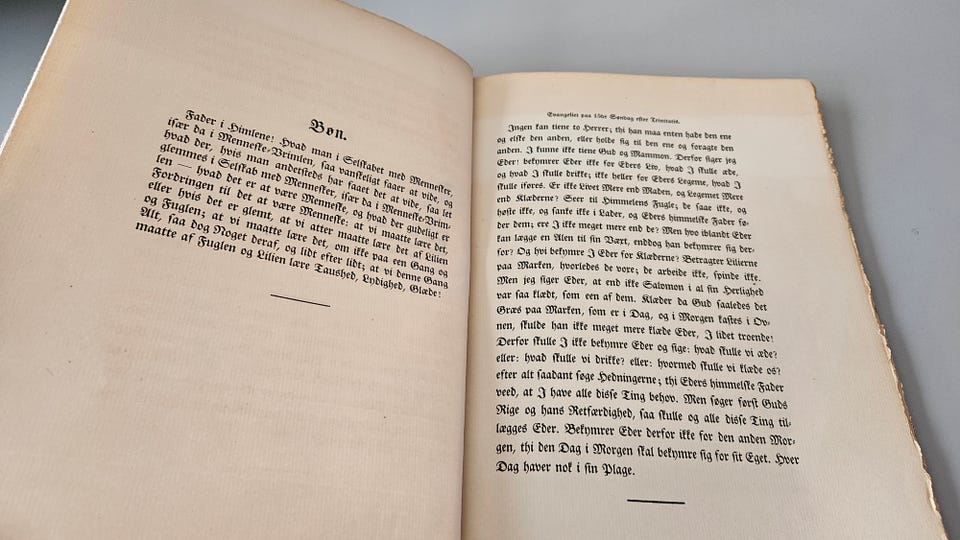 Bøn.
Fader i Himlene! Hvad man i Selskabet med Mennesker,
især da i Menneske-Vrimlen, saa vanskeligt faaer at vide, og
hvad der, hvis man andetsteds har faaet det at vide, saa let
glemmes i Selskab med Mennesker, især da i Menneske-Vrim-
len — hvad det er at være Menneske, og hvad der gudeligt er
Fordringen til det at være Menneske: at vi maatte lære det,
eller hvis det er glemt, at vi atter maatte lære det af Lilien
og Fuglen; at vi maatte lære det, om ikke paa een Gang og
Alt, saa dog Noget deraf, og lidt efter lidt; at vi denne Gang
maatte af Fuglen og Lilien lære Taushed, Lydighed, Glæde!
Evangeliet paa 15de Søndag efter Trinitatis.
Ingen kan tiene to Herrer; thi han maa enten hade den ene
og elske den anden, eller holde sig til den ene og foragte den
anden. I kunne ikke tiene Gud og Mammon. Derfor siger jeg
Eder: bekymrer Eder ikke for Eders Liv, hvad I skulle æde,
og hvad I skulle drikke; ikke heller for Eders Legeme, hvad I
skulle iføres. Er ikke Livet Mere end Maden, og Legemet Mere
end Klæderne? Seer til Himmelens Fugle; de saae ikke, og
høste ikke, og sanke ikke i Lader, og Eders himmelske Fader fø-
der dem; ere I ikke meget mere end de? Men hvo iblandt Eder
kan lægge en Alen til sin Væxt, enddog han bekymrer sig der-
for? Og hvi bekymre I Eder for Klæderne? Betragter Lilierne
paa Marken, hvorledes de vore; de arbeide ikke, spinde ikke.
Men jeg siger Eder, at end ikke Salomon i al sin Herlighed
var saa klædt, som een af dem. Klæder da Gud saaledes det
Græs paa Marken, som er i Dag, og i Morgen kastes i Ov-
nen, skulde han ikke meget mere klæde Eder, I lidet troende!
Derfor skulle I ikke bekymre Eder og sige: hvad skulle vi æde?
eller: hvad skulle vi drikke? eller: hvormed skulle vi klæde os?
efter alt saadant søge Hedningerne; thi Eders himmelske Fader
veed, at I have alle disse Ting behov. Men søger først Guds
Rige og hans Retfærdighed, saa skulle og alle disse Ting til-
lægges Eder. Bekymrer Eder derfor ikke for den anden Mor-
gen, thi den Dag i Morgen skal bekymre sig for sit Eget. Hver
Dag haver nok i sin Plage.